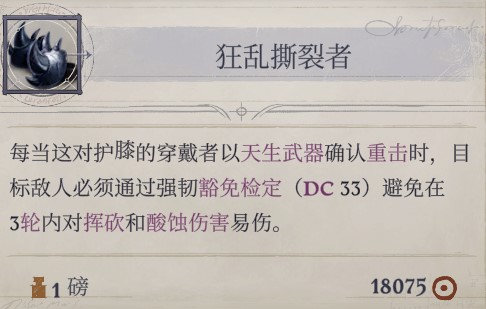 狂乱撕裂者
每当这对护膝的穿戴者以天生武器确认重击时，目
标敌人必须通过强韧豁免检定（DC 33）避免在
3轮内对挥砍和酸蚀伤害易伤。
1 磅
18075